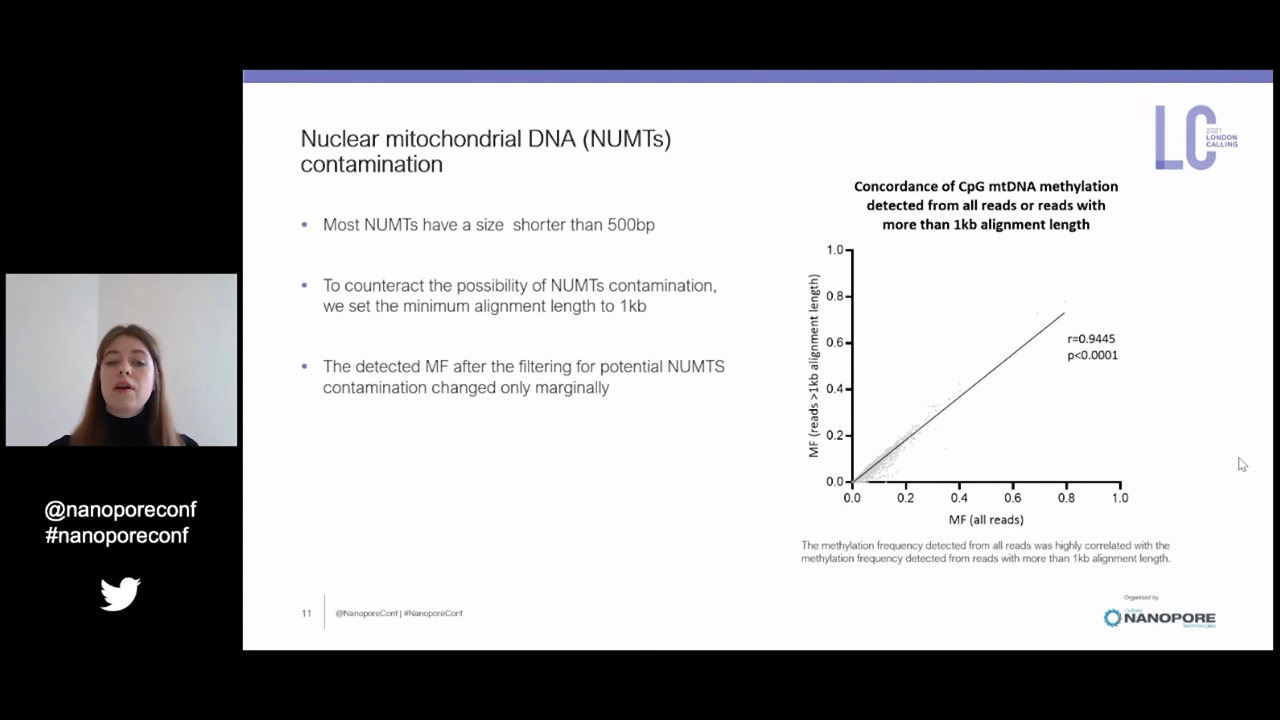 Nuclear mitochondrial DNA (NUMTs)
contamination
2021
LONDON
CALLING
LC
• Most NUMTs have a size  shorter than 500bp
• To counteract the possibility of NUMTs contamination,
we set the minimum alignment length to 1kb
• The detected MF after the filtering for potential NUMTS
contamination changed only marginally
Concordance of CpG mtDNA methylation
detected from all reads or reads with
more than 1kb alignment length
MF (reads >1kb alignment length)
1.0
0.8
0.6
0.4
0.2
0.0
r=0.9445
p<0.0001
0.0 0.2 0.4 0.6 0.8 1.0
MF (all reads)
The methylation frequency detected from all reads was highly correlated with the
methylation frequency detected from reads with more than 1kb alignment length.
@nanoporeconf
#nanoporeconf
11
@NanoporeConf | #NanoporeConf
Organised by
Oxford
NANOPORE
Technologies